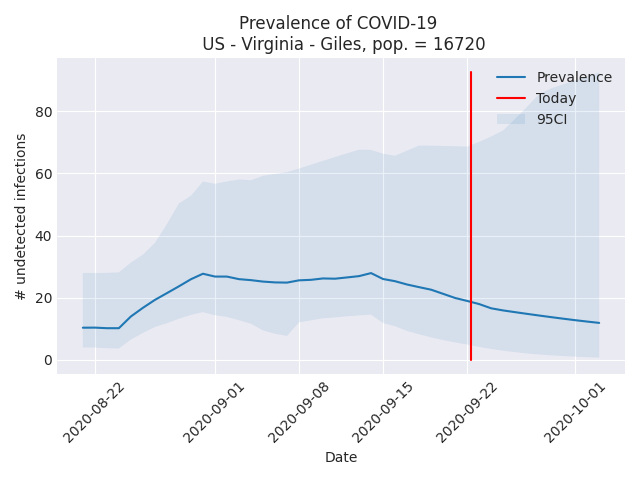 Prevalence of COVID-19
US - Virginia - Giles, pop. = 16720
Prevalence
Today
95CI
# undetected infections
80
60
40
20
0
2020-08-22
2020-09-01
2020-09-08
2020-09-15
2020-09-22
2020-10-01
Date